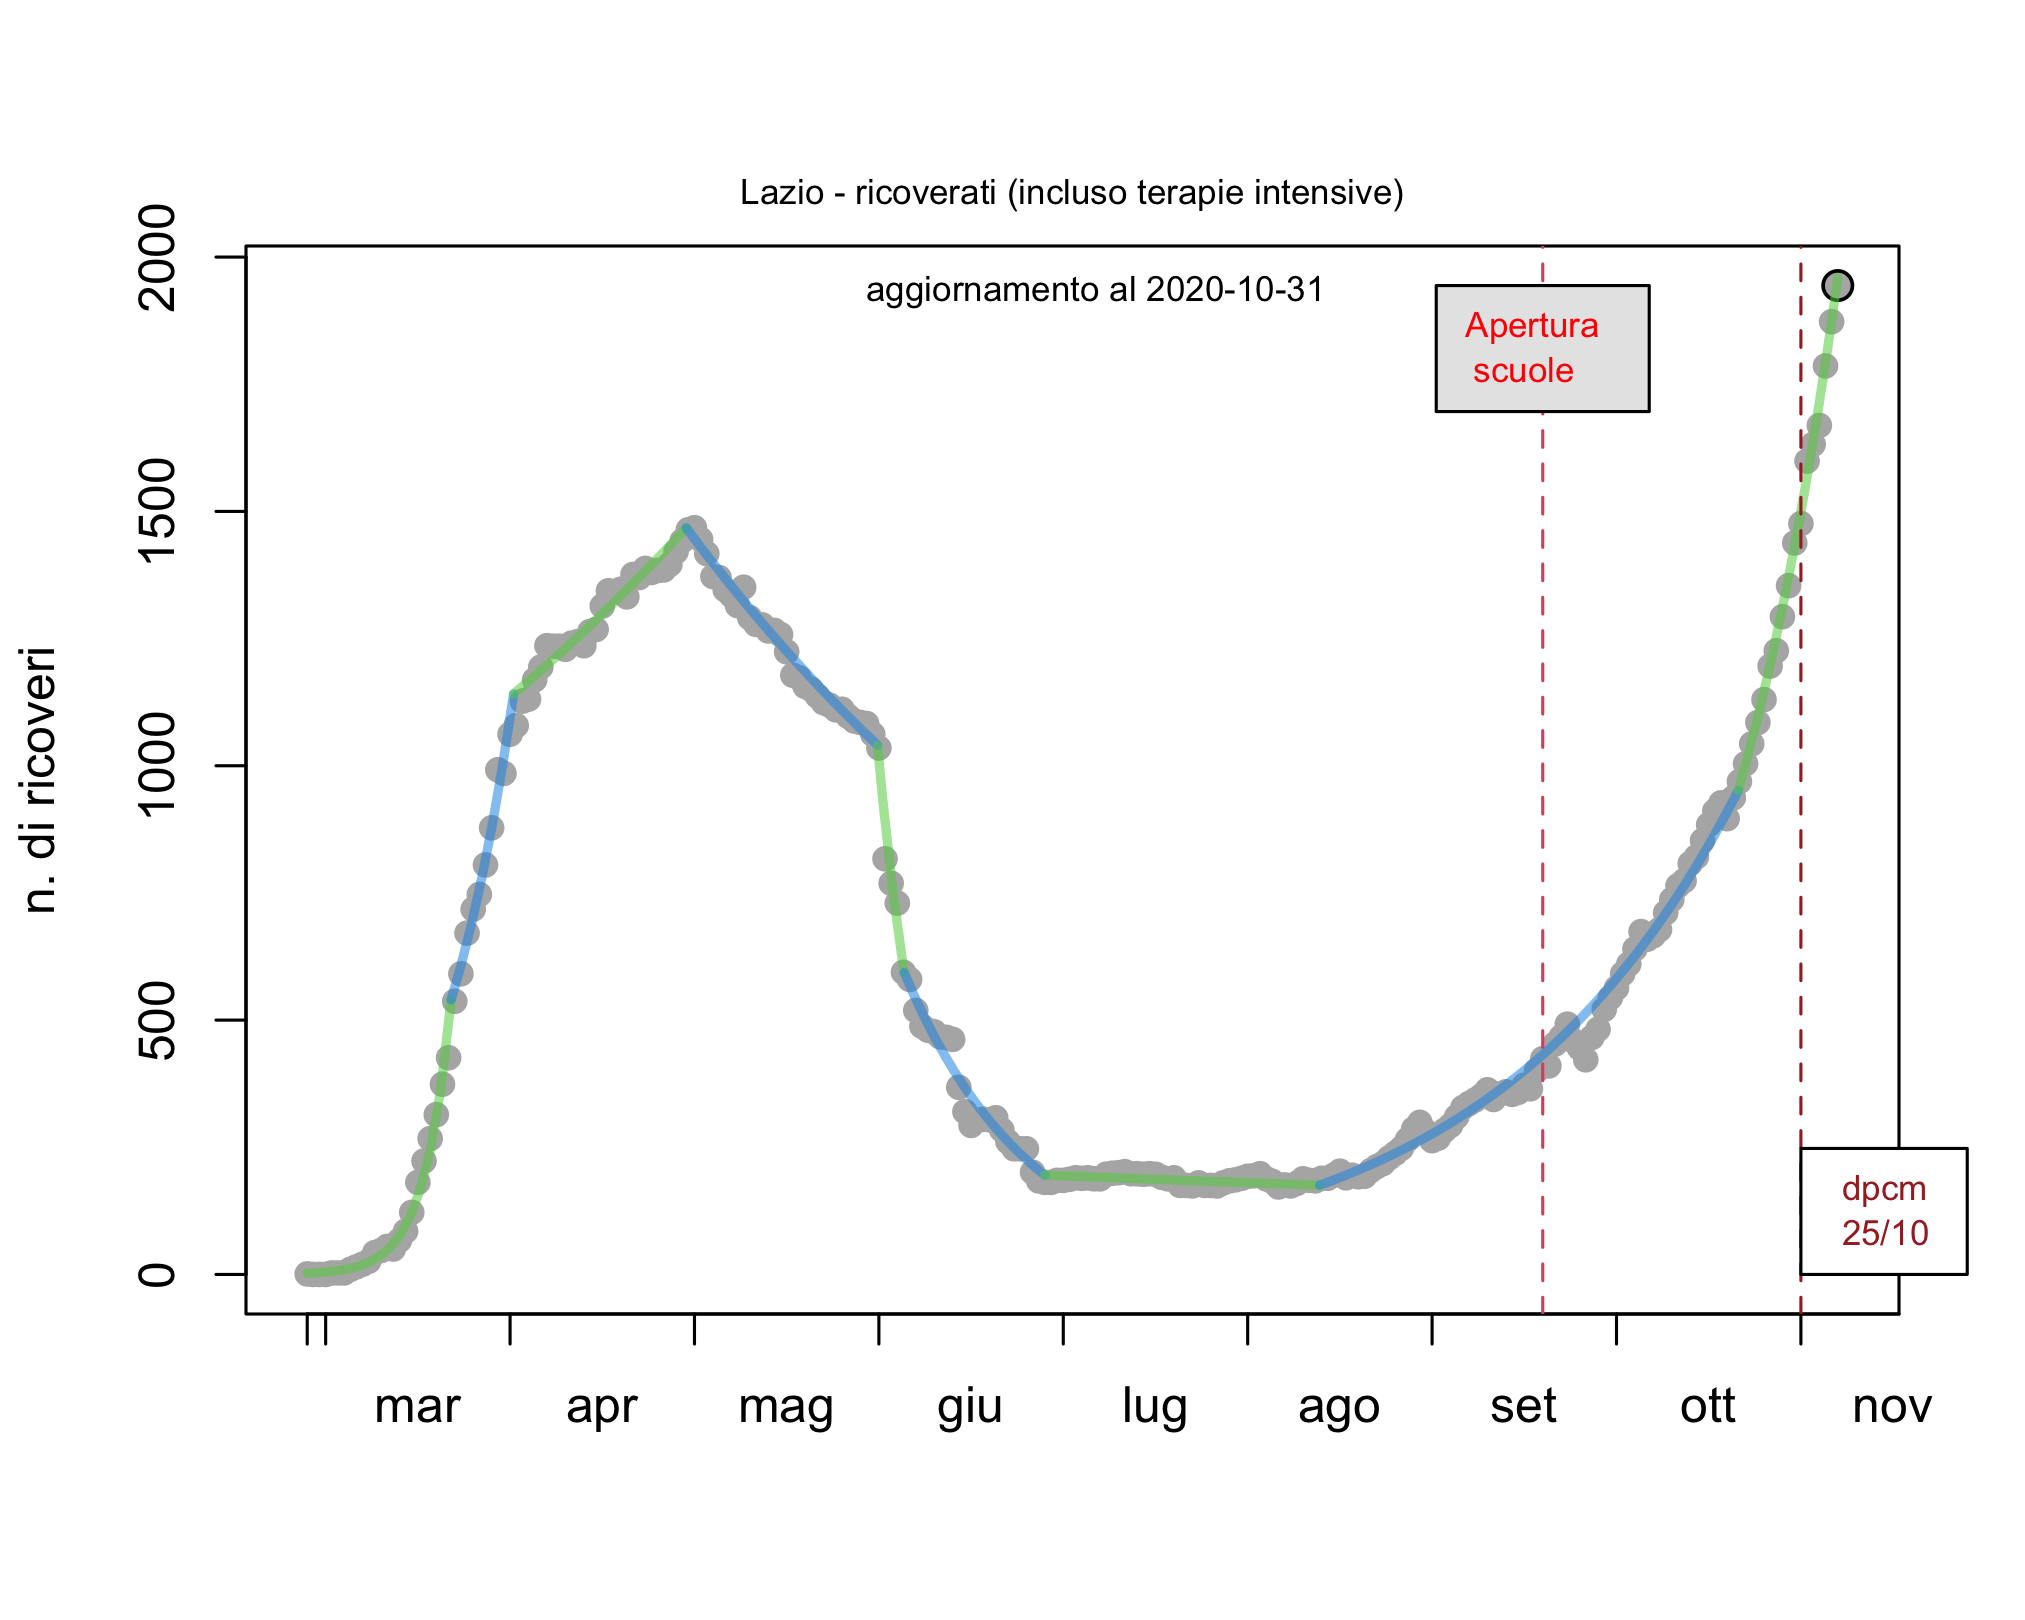 Lazio - ricoverati (incluso terapie intensive)
aggiornamento al 2020-10-31
Apertura
scuole
n. di ricoveri
2000
1500
1000
500
0
dpcm
25/10
mar apr mag giu lug ago set ott nov